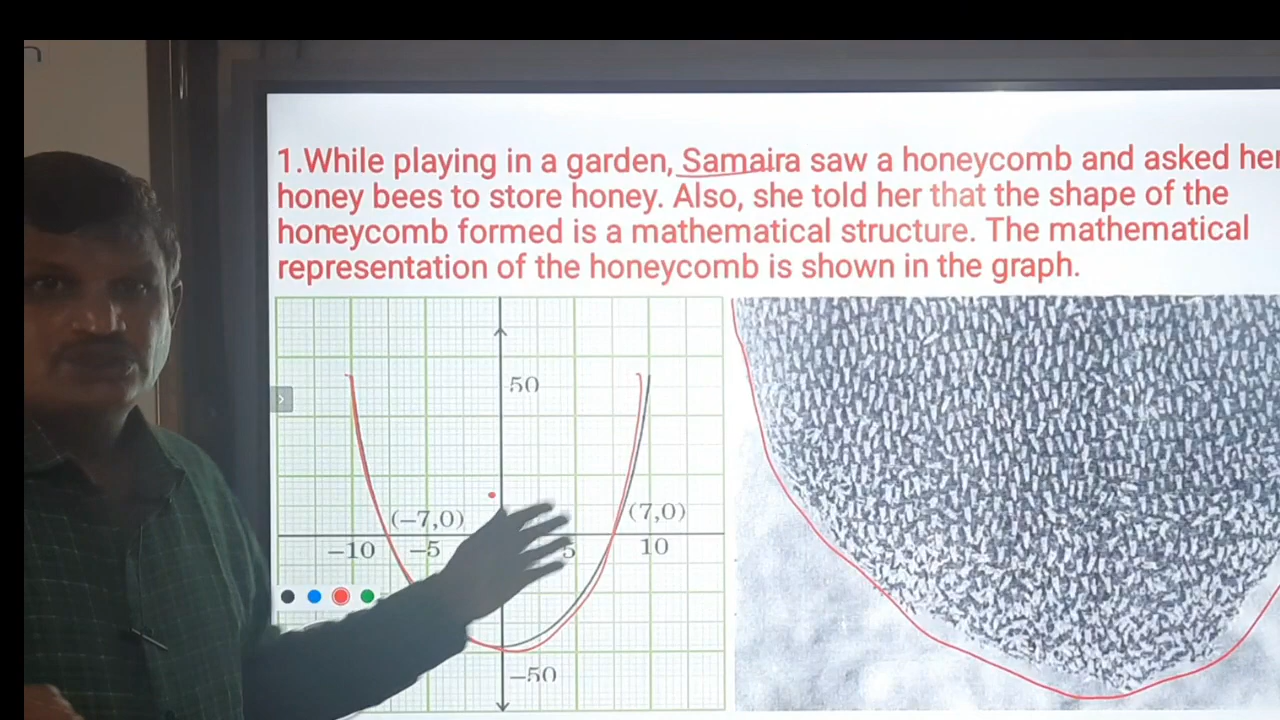 1.While playing in a garden, Samaira saw a honeycomb and asked her
honey bees to store honey. Also, she told her that the shape of the
honeycomb formed is a mathematical structure. The mathematical
representation of the honeycomb is shown in the graph.
50
(−7,0)
(7,0)
−10
−5
5
10
−50